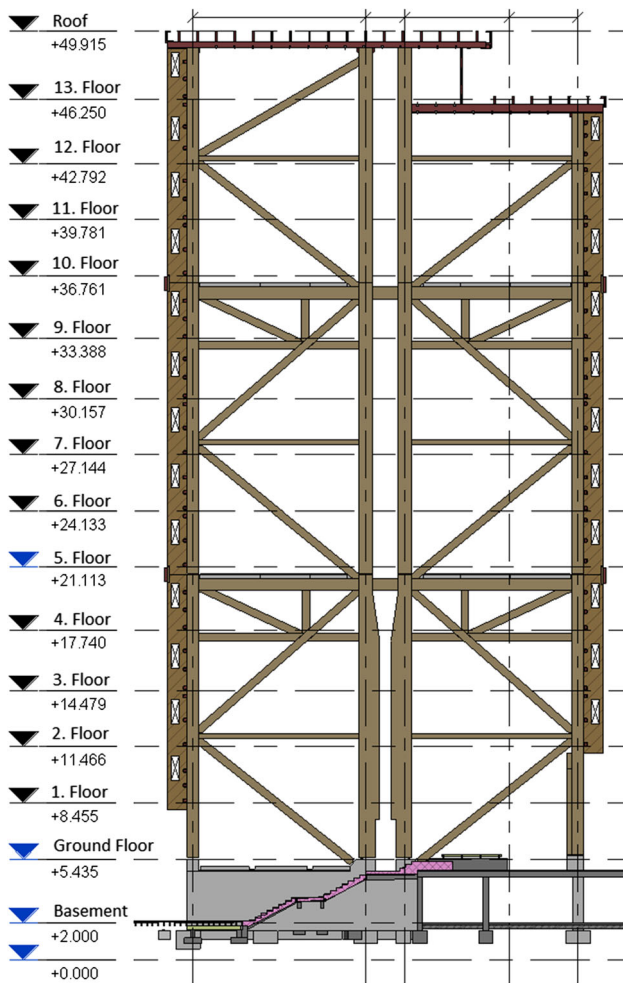 Roof
+49.915
13. Floor
+46.250
12. Floor
+42.792
11. Floor
+39.781
10. Floor
+36.761
9. Floor
+33.388
8. Floor
+30.157
7. Floor
+27.144
6. Floor
+24.133
5. Floor
+21.113
4. Floor
+17.740
3. Floor
+14.479
2. Floor
+11.466
1. Floor
+8.455
Ground Floor
+5.435
Basement
+2.000
+0.000